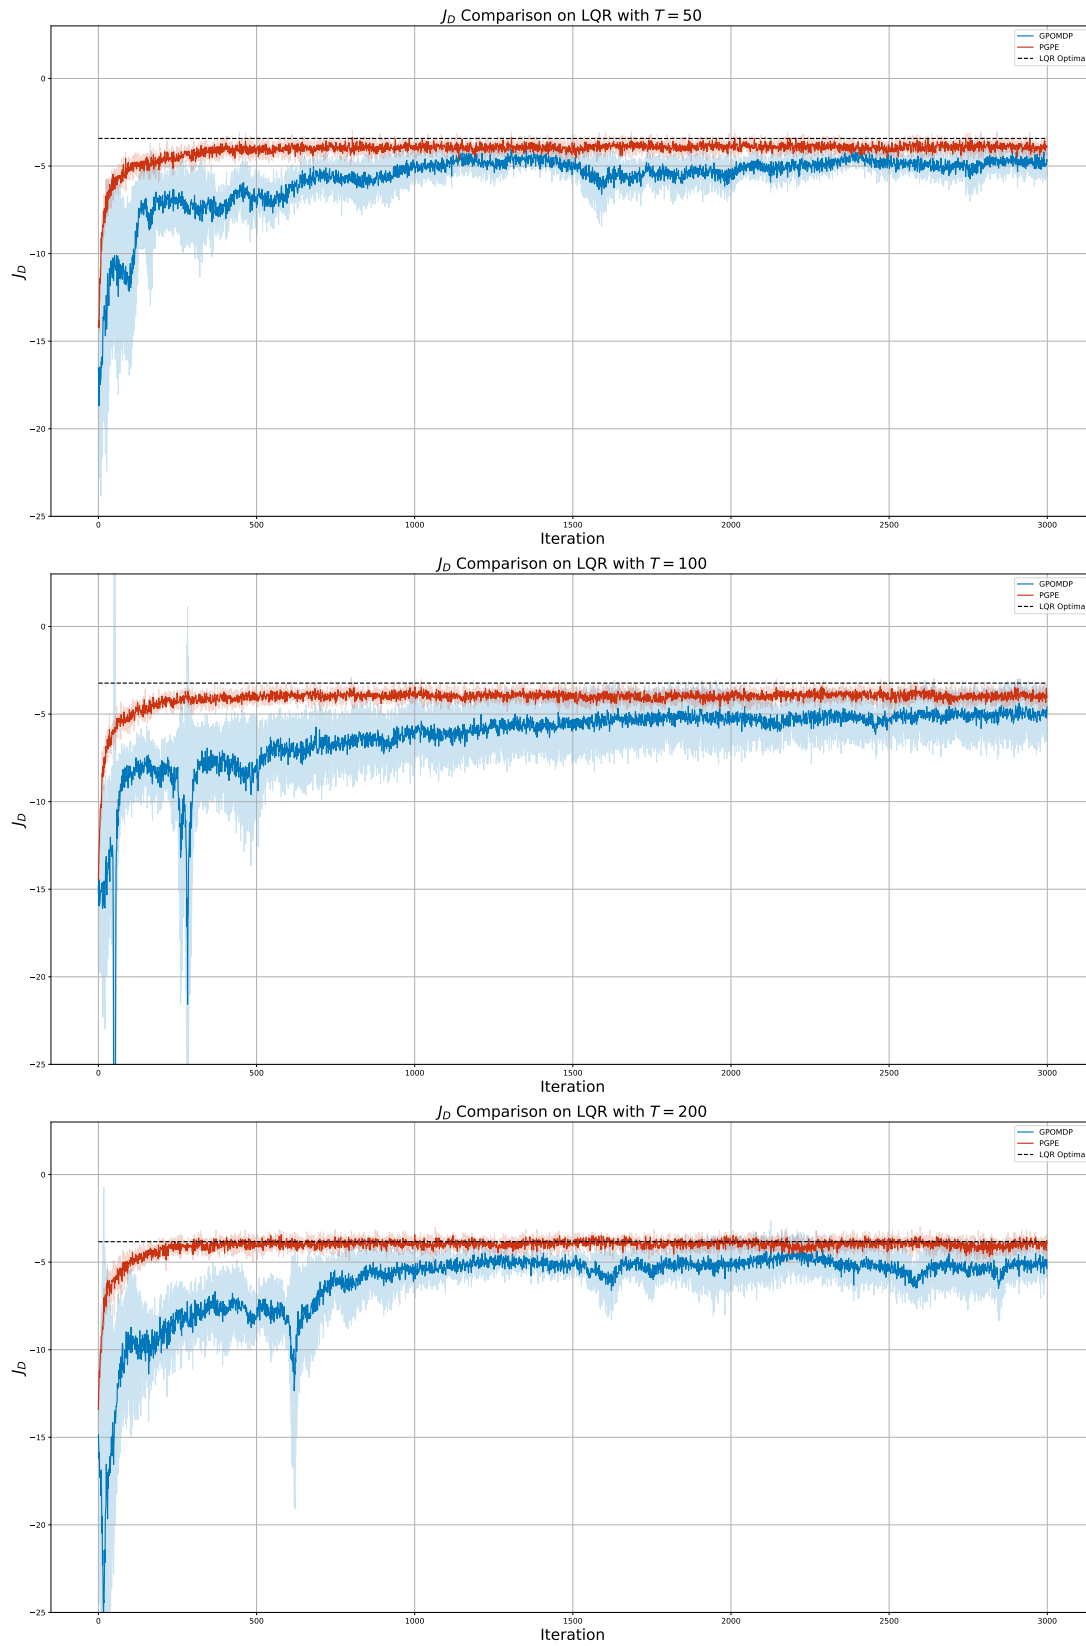 J_D Comparison on LQR with T = 50
GPOMDP
PGPE
LQR Optima
0
−5
−10
−15
−20
−25
J_D
0 500 1000 1500 2000 2500 3000
Iteration
J_D Comparison on LQR with T = 100
GPOMDP
PGPE
LQR Optima
0
−5
−10
−15
−20
−25
J_D
0 500 1000 1500 2000 2500 3000
Iteration
J_D Comparison on LQR with T = 200
GPOMDP
PGPE
LQR Optima
0
−5
−10
−15
−20
−25
J_D
0 500 1000 1500 2000 2500 3000
Iteration